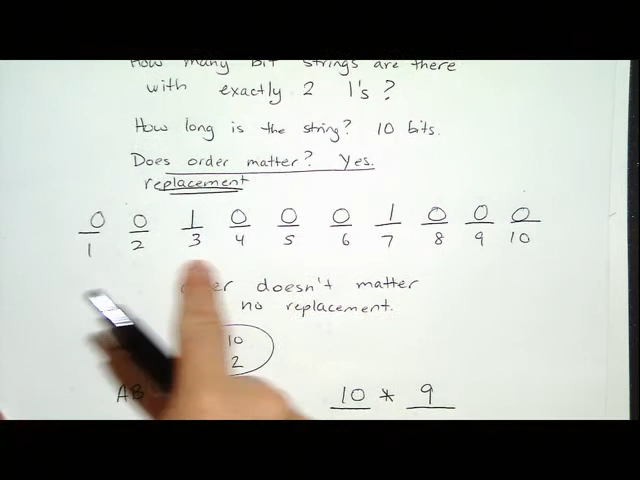 How many bit strings are there
with exactly 2 1's?
How long is the string? 10 bits.
Does order matter? Yes.
replacement
0 0 1 0 0 0 1 0 0 0
1 2 3 4 5 6 7 8 9 10
doesn't matter
no replacement.
10
2
AB
10 * 9